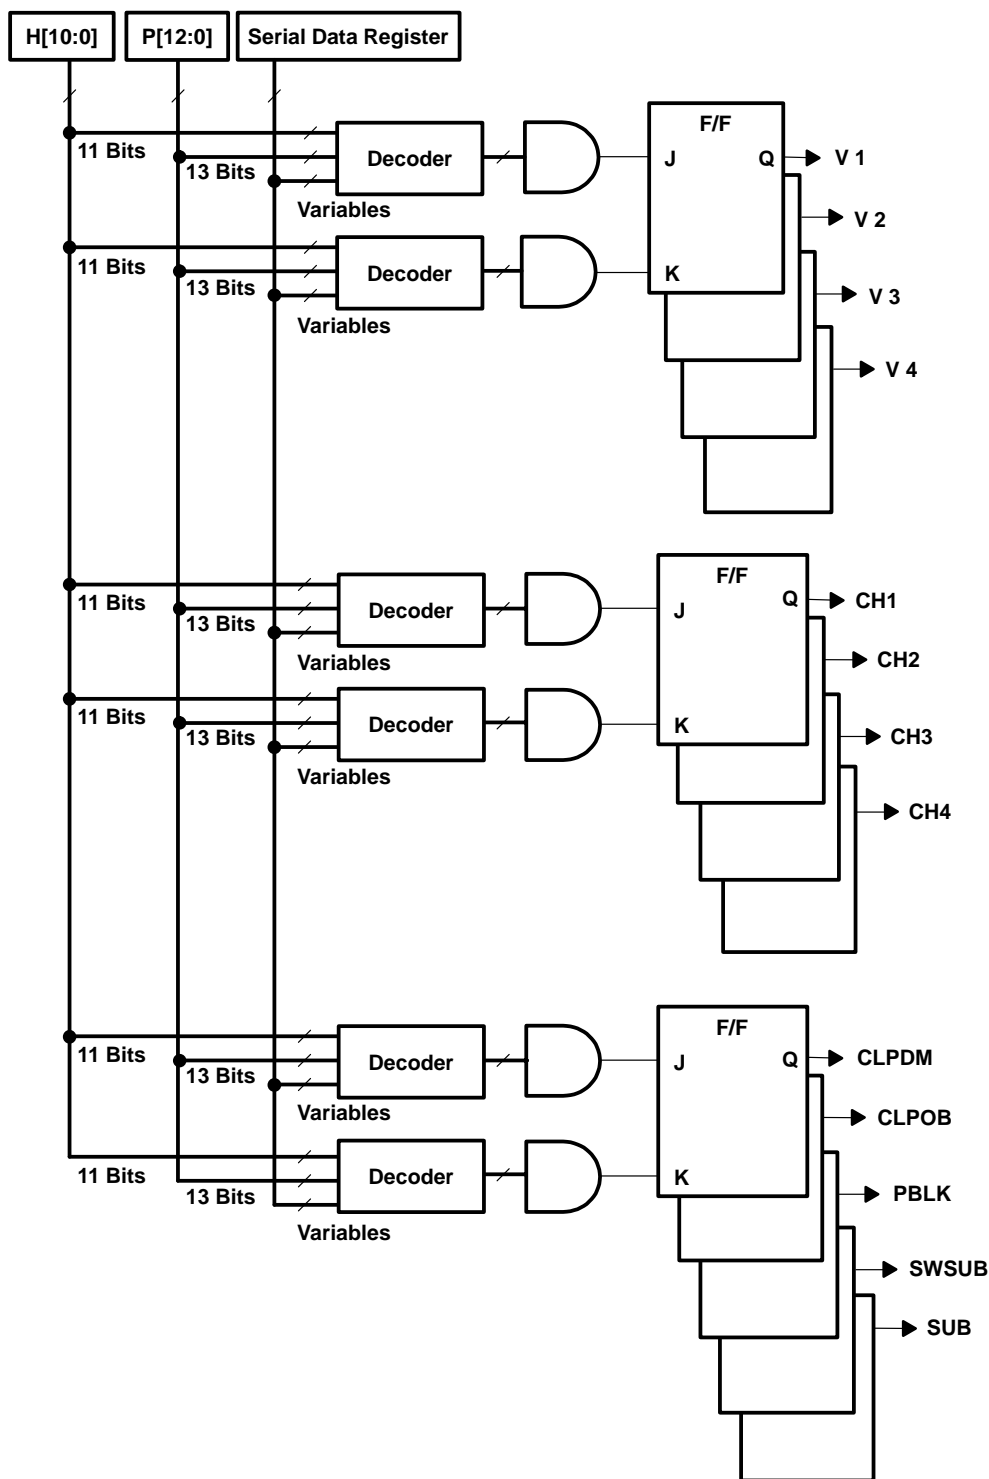 H[10:0] P[12:0] Serial Data Register
F/F
Decoder
J Q V 1
11 Bits
13 Bits
Variables
V 2
Decoder
11 Bits
K
13 Bits
V 3
Variables
V 4
F/F
Q CH1
Decoder
J
11 Bits
13 Bits
Variables
CH2
11 Bits
Decoder
K
13 Bits
CH3
Variables
CH4
F/F
11 Bits
Decoder
J Q CLPDM
13 Bits
Variables
CLPOB
11 Bits
Decoder
K
13 Bits
PBLK
Variables
SWSUB
SUB